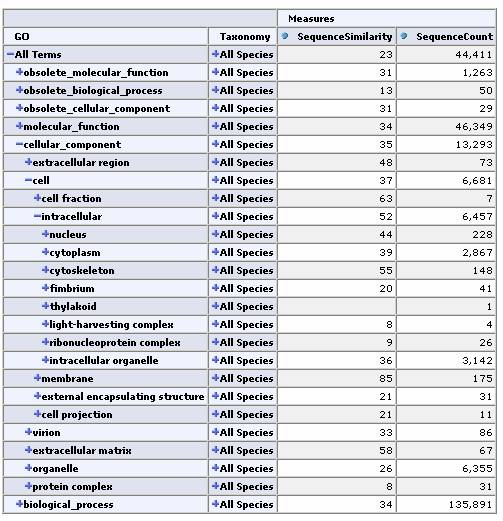 Measures
GO Taxonomy SequenceSimilarity SequenceCount
All Terms All Species 23 44,411
obsolete_molecular_function All Species 31 1,263
obsolete_biological_process All Species 13 50
obsolete_cellular_component All Species 31 29
molecular_function All Species 34 46,349
cellular_component All Species 35 13,293
extracellular region All Species 48 73
cell All Species 37 6,681
cell fraction All Species 63 7
intracellular All Species 52 6,457
nucleus All Species 44 228
cytoplasm All Species 39 2,867
cytoskeleton All Species 55 148
fimbrium All Species 20 41
thylakoid All Species 1
light-harvesting complex All Species 8 4
ribonucleoprotein complex All Species 9 26
intracellular organelle All Species 36 3,142
membrane All Species 85 175
external encapsulating structure All Species 21 31
cell projection All Species 21 11
virion All Species 33 86
extracellular matrix All Species 58 67
organelle All Species 26 6,355
protein complex All Species 8 31
biological_process All Species 34 135,891